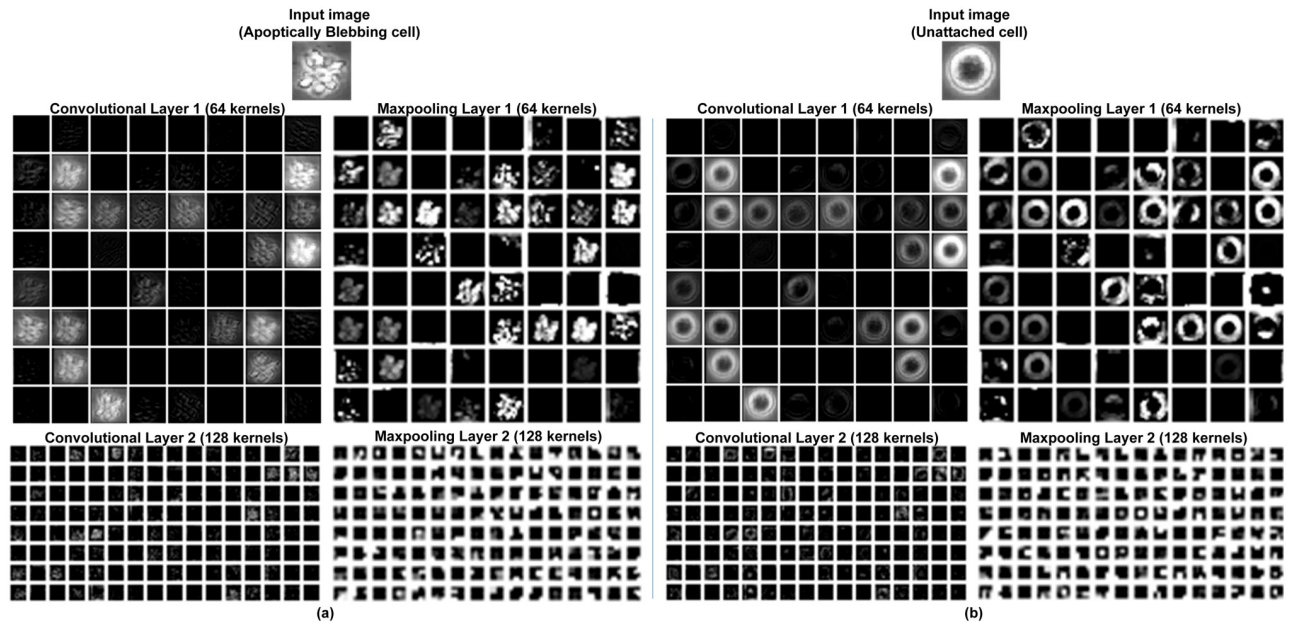 Input image
(Apoptically Blebbing cell)
Convolutional Layer 1 (64 kernels)
Maxpooling Layer 1 (64 kernels)
Convolutional Layer 2 (128 kernels)
Maxpooling Layer 2 (128 kernels)
(a)
Input image
(Unattached cell)
Convolutional Layer 1 (64 kernels)
Maxpooling Layer 1 (64 kernels)
Convolutional Layer 2 (128 kernels)
Maxpooling Layer 2 (128 kernels)
(b)